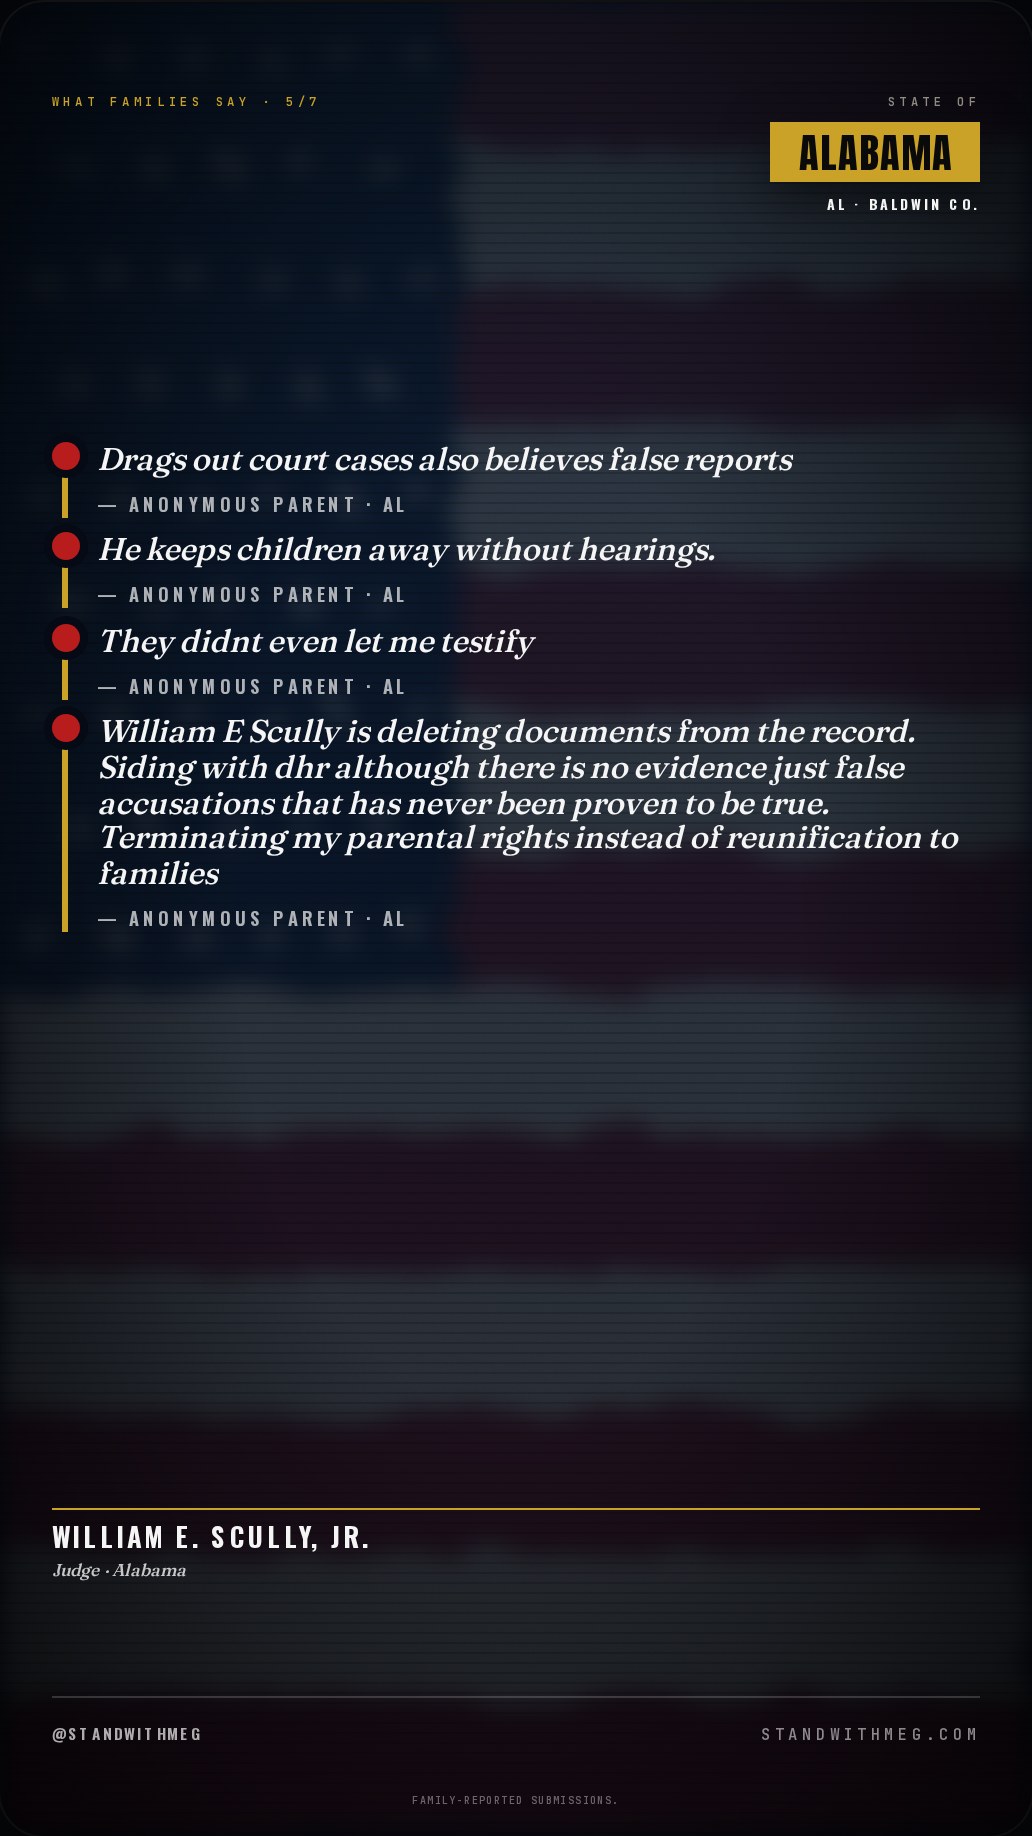 WHAT FAMILIES SAY · 5/7
STATE OF
ALABAMA
AL · BALDWIN CO.
Drags out court cases also believes false reports
— ANONYMOUS PARENT · AL
He keeps children away without hearings.
— ANONYMOUS PARENT · AL
They didnt even let me testify
— ANONYMOUS PARENT · AL
William E Scully is deleting documents from the record.
Siding with dhr although there is no evidence just false
accusations that has never been proven to be true.
Terminating my parental rights instead of reunification to
families
— ANONYMOUS PARENT · AL
WILLIAM E. SCULLY, JR.
Judge · Alabama
@STANDWITHMEG
STANDWITHMEG.COM
FAMILY-REPORTED SUBMISSIONS.